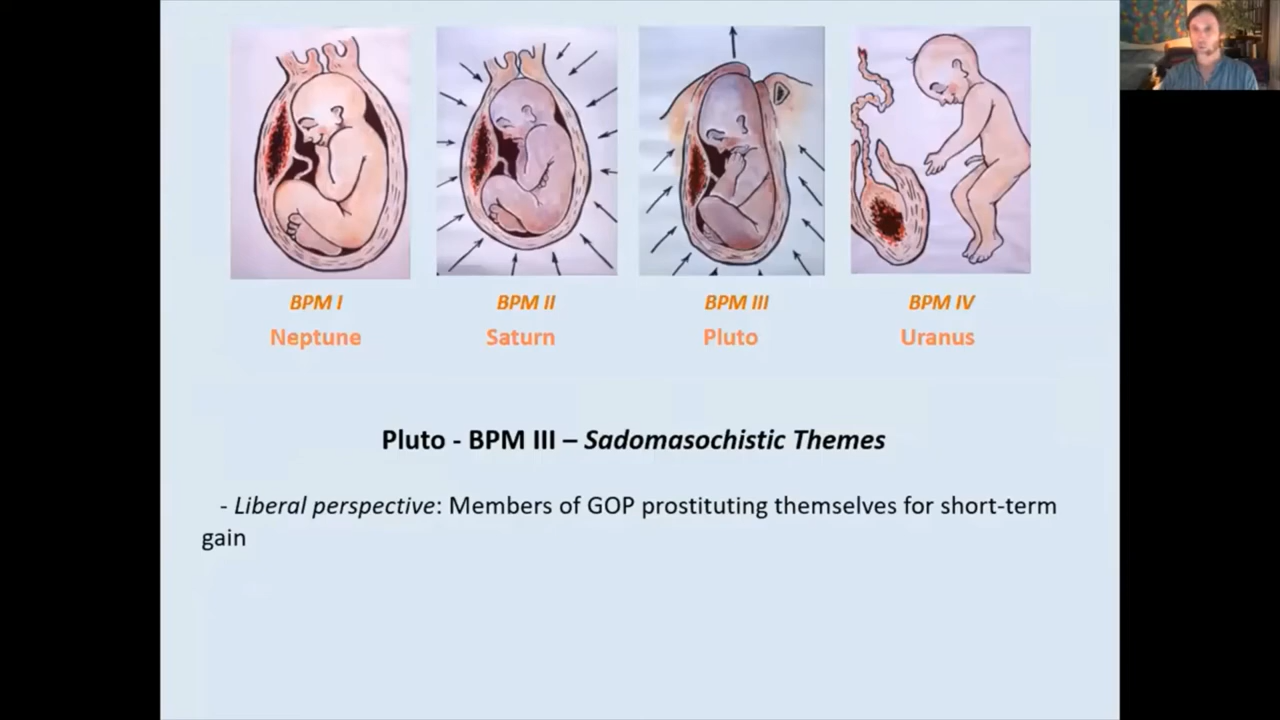 BPM I BPM II BPM III BPM IV
Neptune Saturn Pluto Uranus
Pluto - BPM III – Sadomasochistic Themes
- Liberal perspective: Members of GOP prostituting themselves for short-term
gain